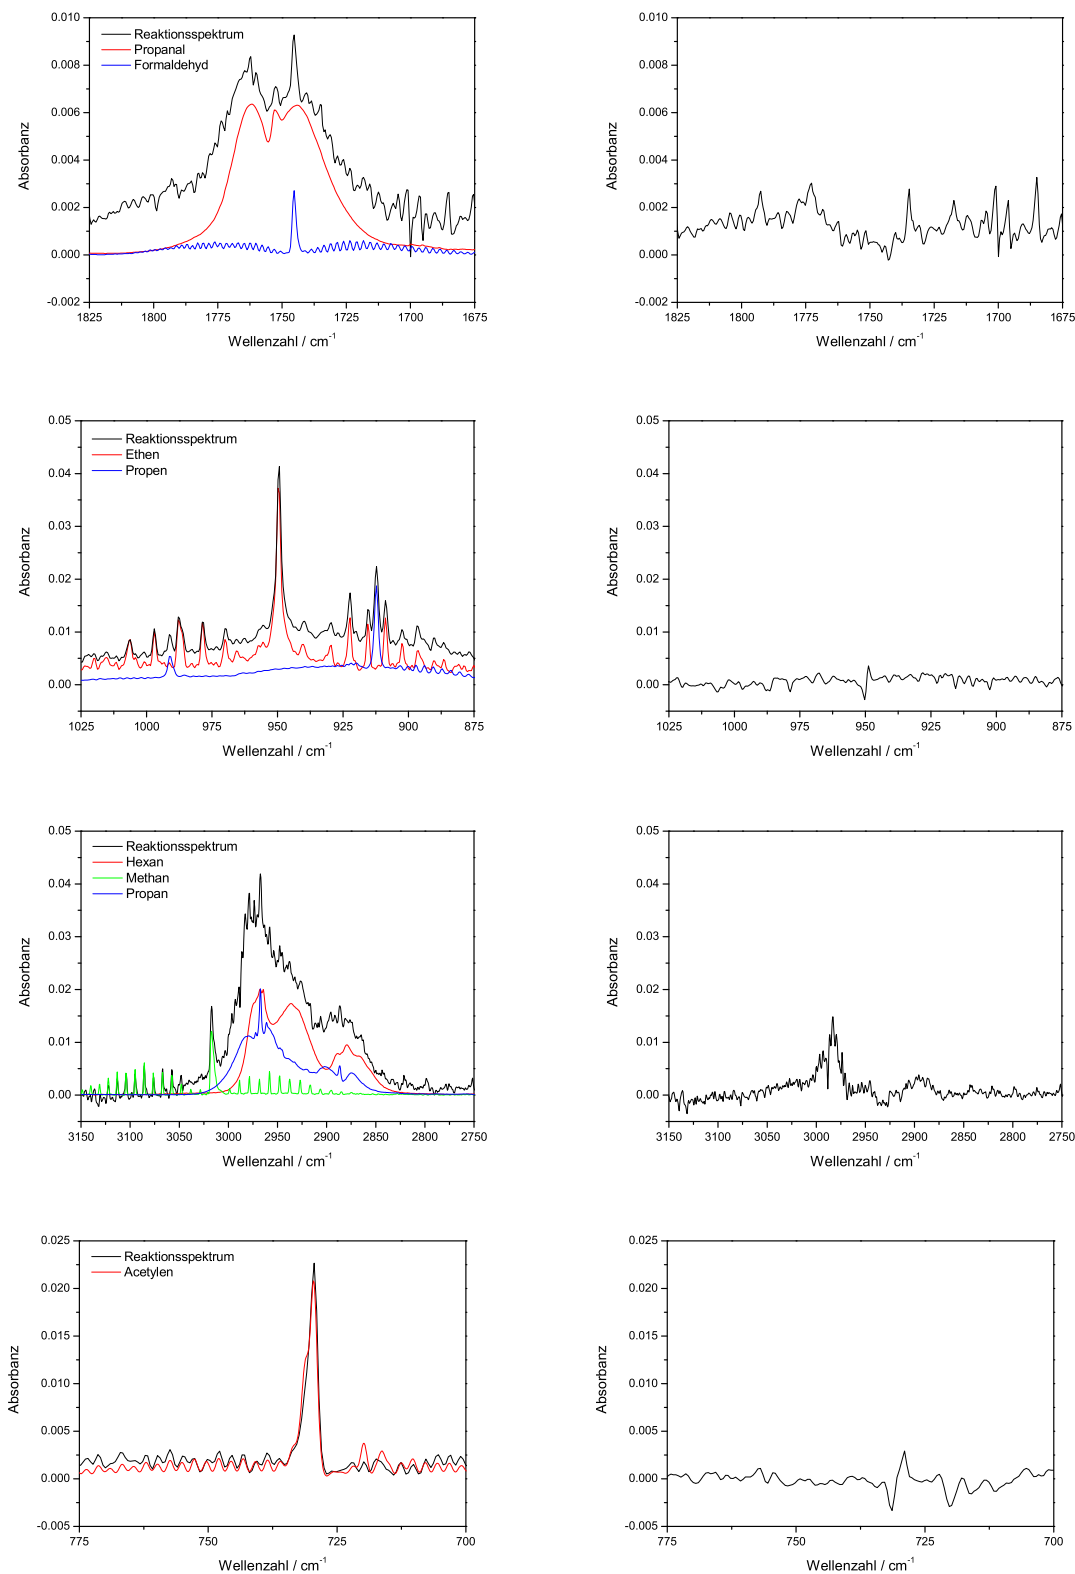 0.010
0.008
0.006
0.004
0.002
0.000
-0.002
Absorbanz
Reaktionsspektrum
Propanal
Formaldehyd
1825 1800 1775 1750 1725 1700 1675
Wellenzahl / cm-1
0.010
0.008
0.006
0.004
0.002
0.000
-0.002
Absorbanz
1825 1800 1775 1750 1725 1700 1675
Wellenzahl / cm-1
0.05
0.04
0.03
0.02
0.01
0.00
Absorbanz
Reaktionsspektrum
Ethen
Propen
1025 1000 975 950 925 900 875
Wellenzahl / cm-1
0.05
0.04
0.03
0.02
0.01
0.00
Absorbanz
1025 1000 975 950 925 900 875
Wellenzahl / cm-1
0.05
0.04
0.03
0.02
0.01
0.00
Absorbanz
Reaktionsspektrum
Hexan
Methan
Propan
3150 3100 3050 3000 2950 2900 2850 2800 2750
Wellenzahl / cm-1
0.05
0.04
0.03
0.02
0.01
0.00
Absorbanz
3150 3100 3050 3000 2950 2900 2850 2800 2750
Wellenzahl / cm-1
0.025
0.020
0.015
0.010
0.005
0.000
-0.005
Absorbanz
Reaktionsspektrum
Acetylen
775 750 725 700
Wellenzahl / cm-1
0.025
0.020
0.015
0.010
0.005
0.000
-0.005
Absorbanz
775 750 725 700
Wellenzahl / cm-1